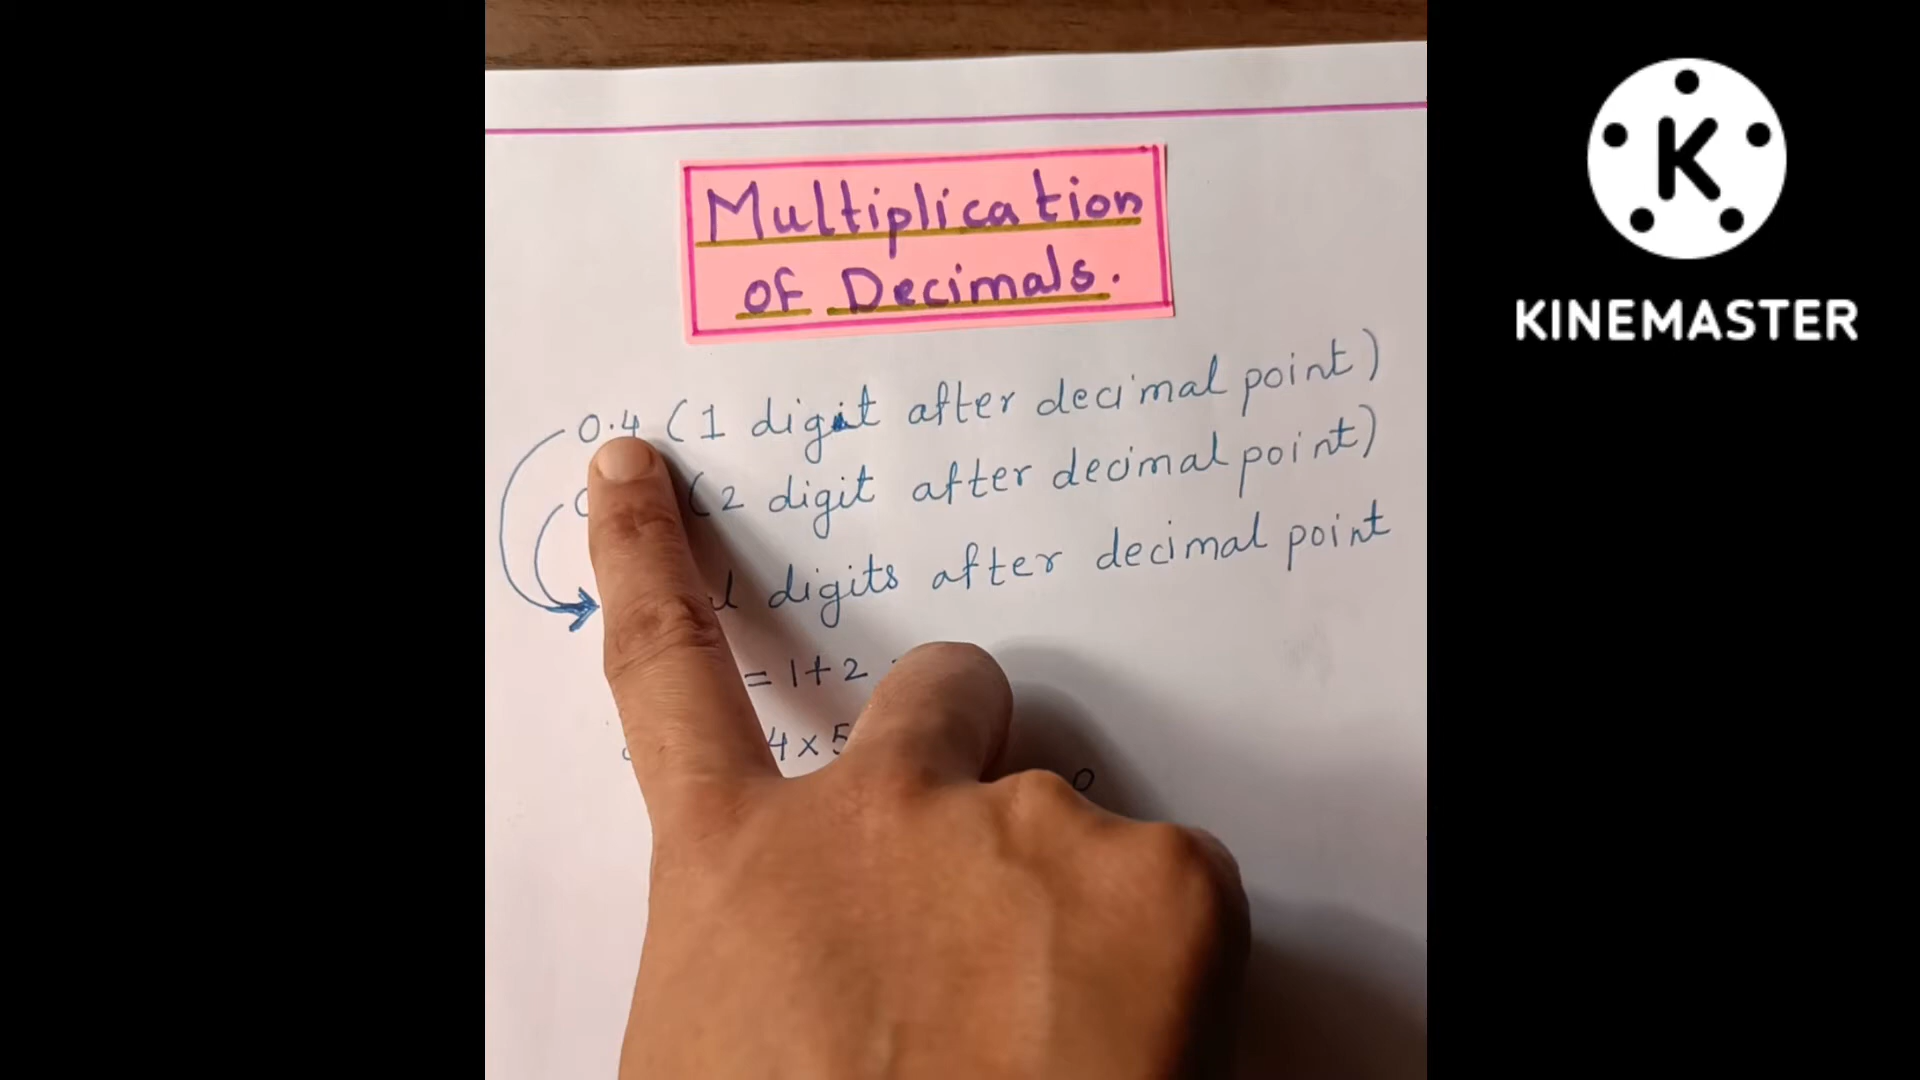 Multiplication
of Decimals.
0.4 (1 digit after decimal point)
(2 digit after decimal point)
digits after decimal point
= 1+2
4 × 5
0
KINEMASTER